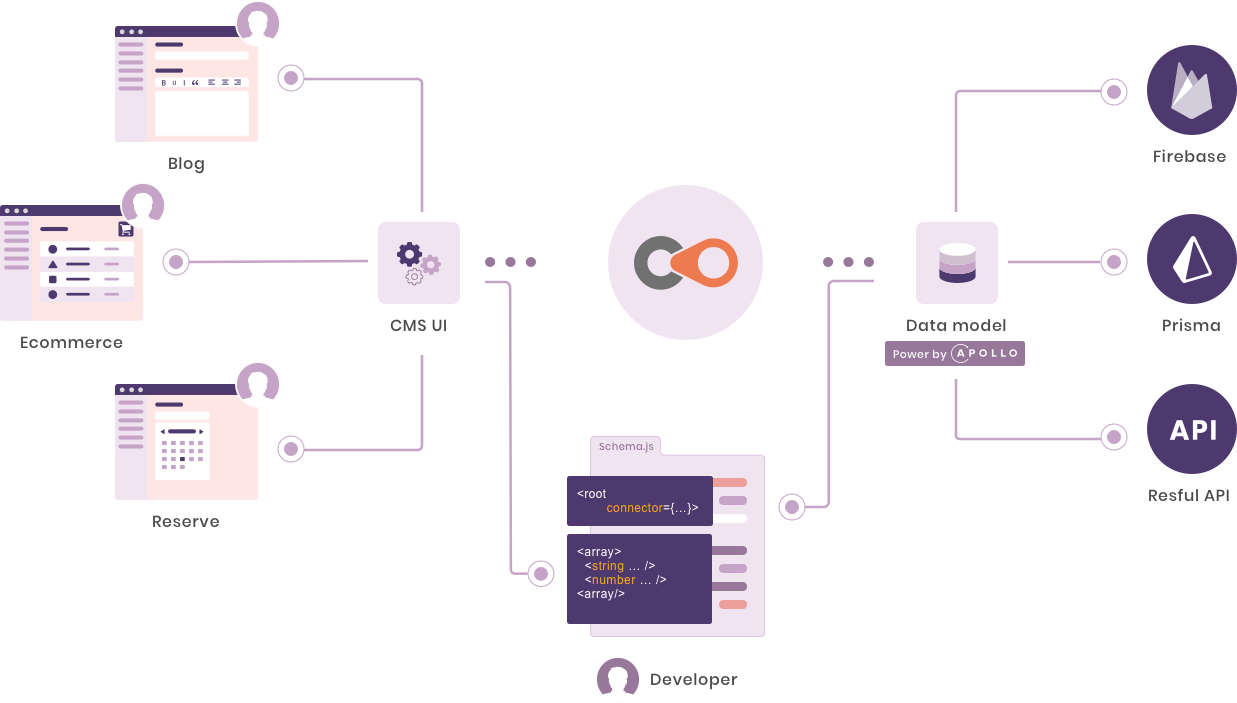 B U I “
Blog
Ecommerce
Reserve
CMS UI
Schema.js
<root
connector={...}>
<array>
<string ... />
<number ... />
<array/>
Developer
Data model
Power by APOLLO
Firebase
Prisma
API
Resful API